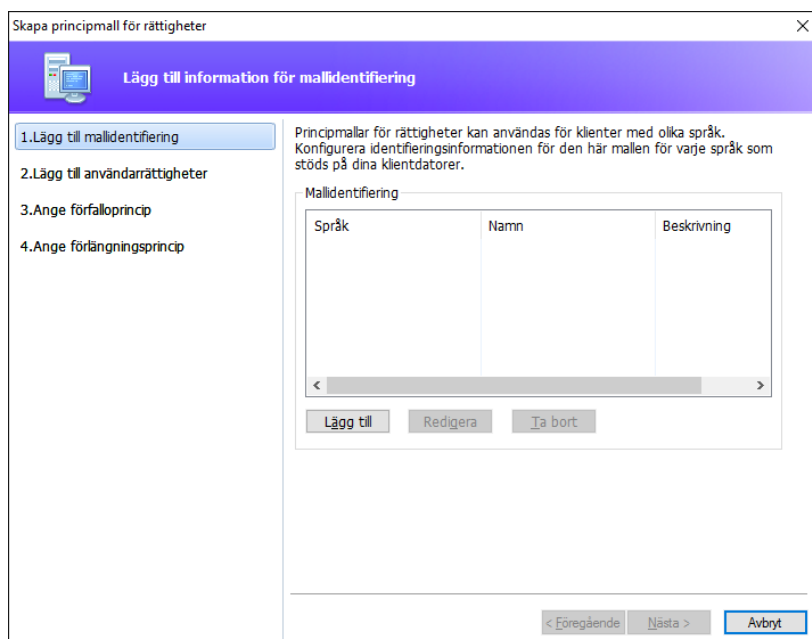 Skapa principmall för rättigheter
Lägg till information för mallidentifiering
1.Lägg till mallidentifiering
2.Lägg till användarrättigheter
3.Ange förfalloprincip
4.Ange förlängningsprincip
Principmallar för rättigheter kan användas för klienter med olika språk.
Konfigurera identifieringsinformationen för den här mallen för varje språk som
stöds på dina klientdatorer.
Mallidentifiering
Språk Namn Beskrivning
Lägg till Redigera Ta bort
< Föregående Nästa > Avbryt